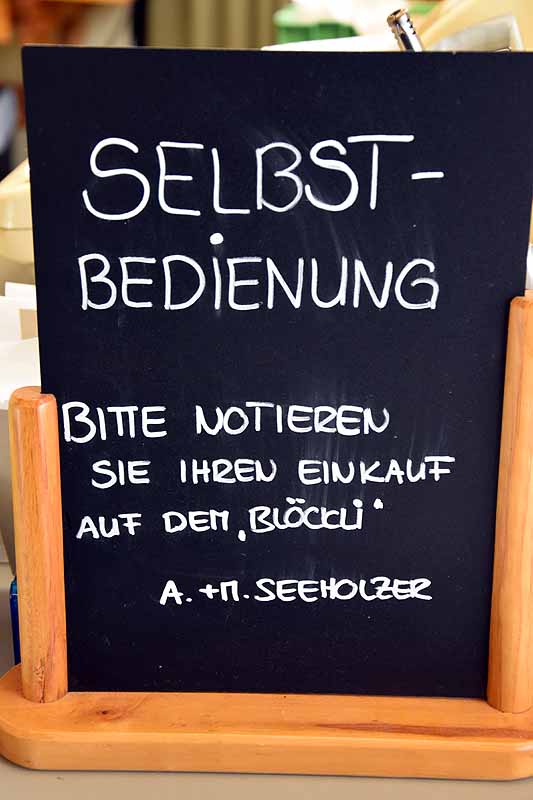 SELBST-
BEDIENUNG
BITTE NOTIEREN
SIE IHREN EINKAUF
AUF DEM „BLÖCKLI“
A. + M. SEEHOLZER